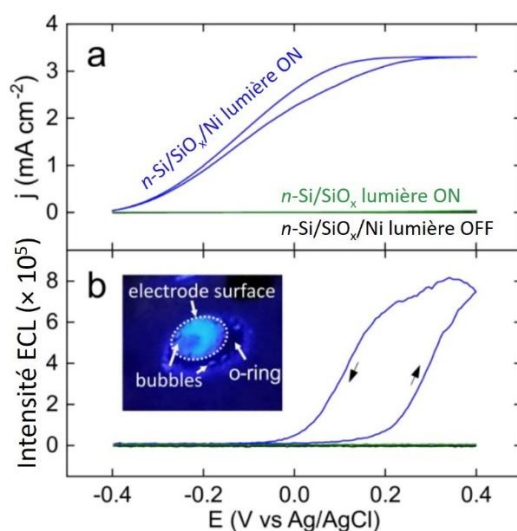 4
3
2
1
0
j (mA cm⁻²)
a
n-Si/SiOₓ/Ni lumière ON
n-Si/SiOₓ lumière ON
n-Si/SiOₓ/Ni lumière OFF
8
6
4
2
0
Intensité ECL (× 10⁵)
b
electrode surface
bubbles
o-ring
-0.4
-0.2
0.0
0.2
0.4
E (V vs Ag/AgCl)